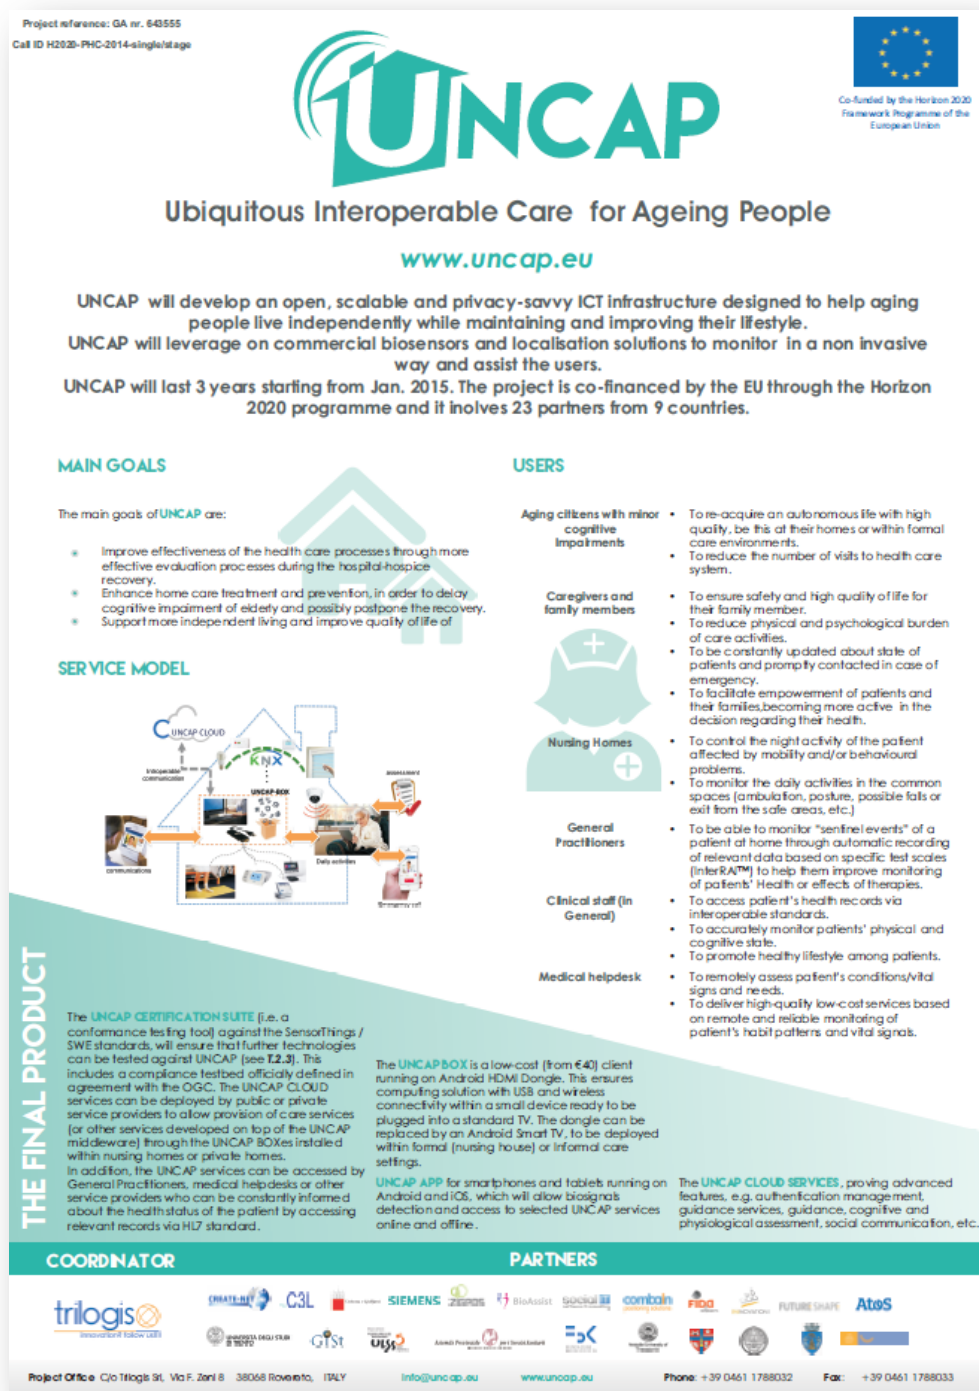 Project reference: GA nr. 643555
Call ID H2020-PHC-2014-single/stage
UNCAP
Co-funded by the Horizon 2020
Framework Programme of the
European Union
Ubiquitous Interoperable Care for Ageing People
www.uncap.eu
UNCAP will develop an open, scalable and privacy-savvy ICT infrastructure designed to help aging
people live independently while maintaining and improving their lifestyle.
UNCAP will leverage on commercial biosensors and localisation solutions to monitor in a non invasive
way and assist the users.
UNCAP will last 3 years starting from Jan. 2015. The project is co-financed by the EU through the Horizon
2020 programme and it inolves 23 partners from 9 countries.
MAIN GOALS
The main goals of UNCAP are:
Improve effectiveness of the health care processes through more
effective evaluation processes during the hospital-hospice
recovery.
Enhance home care treatment and prevention, in order to delay
cognitive impairment of elderly and possibly postpone the recovery.
Support more independent living and improve quality of life of
SERVICE MODEL
UNCAP CLOUD
Interoperable
communication
KNX
UNCAP-BOX
assessment
communications
Daily activities
USERS
Aging citizens with minor
cognitive
Impairments
• To re-acquire an autonomous life with high
quality, be this at their homes or within formal
care environments.
• To reduce the number of visits to health care
system.
Caregivers and
family members
• To ensure safety and high quality of life for
their family member.
• To reduce physical and psychological burden
of care activities.
• To be constantly updated about state of
patients and promptly contacted in case of
emergency.
• To facilitate empowerment of patients and
their families,becoming more active in the
decision regarding their health.
Nursing Homes
• To control the night activity of the patient
affected by mobility and/or behavioural
problems.
• To monitor the daily activities in the common
spaces (ambulation, posture, possible falls or
exit from the safe areas, etc.)
General
Practitioners
• To be able to monitor "sentinel events" of a
patient at home through automatic recording
of relevant data based on specific test scales
(InterRAI™) to help them improve monitoring
of patients' Health or effects of therapies.
Clinical staff (in
General)
• To access patient's health records via
interoperable standards.
• To accurately monitor patients' physical and
cognitive state.
• To promote healthy lifestyle among patients.
Medical helpdesk
• To remotely assess patient's conditions/vital
signs and needs.
• To deliver high-quality low-cost services based
on remote and reliable monitoring of
patient's habit patterns and vital signals.
THE FINAL PRODUCT
The UNCAP CERTIFICATION SUITE (i.e. a
conformance testing tool) against the SensorThings /
SWE standards, will ensure that further technologies
can be tested against UNCAP (see T.2.3). This
includes a compliance testbed officially defined in
agreement with the OGC. The UNCAP CLOUD
services can be deployed by public or private
service providers to allow provision of care services
(or other services developed on top of the UNCAP
middleware) through the UNCAP BOXes installed
within nursing homes or private homes.
In addition, the UNCAP services can be accessed by
General Practitioners, medical helpdesks or other
service providers who can be constantly informed
about the health status of the patient by accessing
relevant records via HL7 standard.
The UNCAP BOX is a low-cost (from €40) client
running on Android HDMI Dongle. This ensures
computing solution with USB and wireless
connectivity within a small device ready to be
plugged into a standard TV. The dongle can be
replaced by an Android Smart TV, to be deployed
within formal (nursing house) or Informal care
settings.
UNCAP APP for smartphones and tablets running on
Android and iOS, which will allow biosignals
detection and access to selected UNCAP services
online and offline.
The UNCAP CLOUD SERVICES, proving advanced
features, e.g. authentication management,
guidance services, guidance, cognitive and
physiological assessment, social communication, etc.
COORDINATOR
PARTNERS
trilogis
innovation? follow us!!!
CREATE-NET
C3L
SIEMENS
BioAssist
social
combain
INNOVATION
FUTURE SHAPE
Atos
UNIVERSITÀ DEGLI STUDI
DI TRENTO
GISt
ULSS
FBK
Project Office C/o Trilogis Srl, Via F. Zeni 8 38068 Rovereto, ITALY
info@uncap.eu
www.uncap.eu
Phone: +39 0461 1788032
Fax: +39 0461 1788033